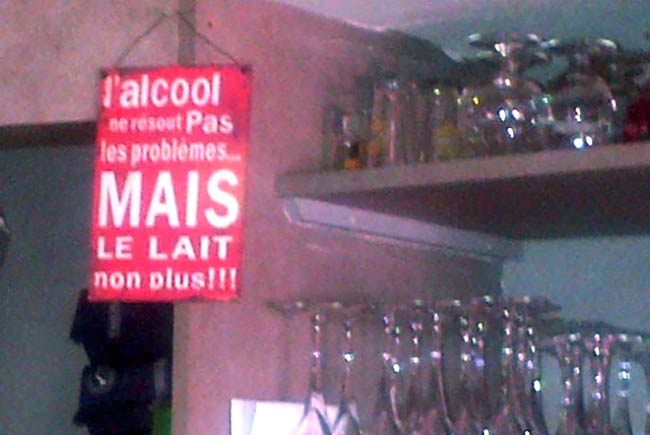 l'alcool
ne résout Pas
les problèmes...
MAIS
LE LAIT
non plus!!!